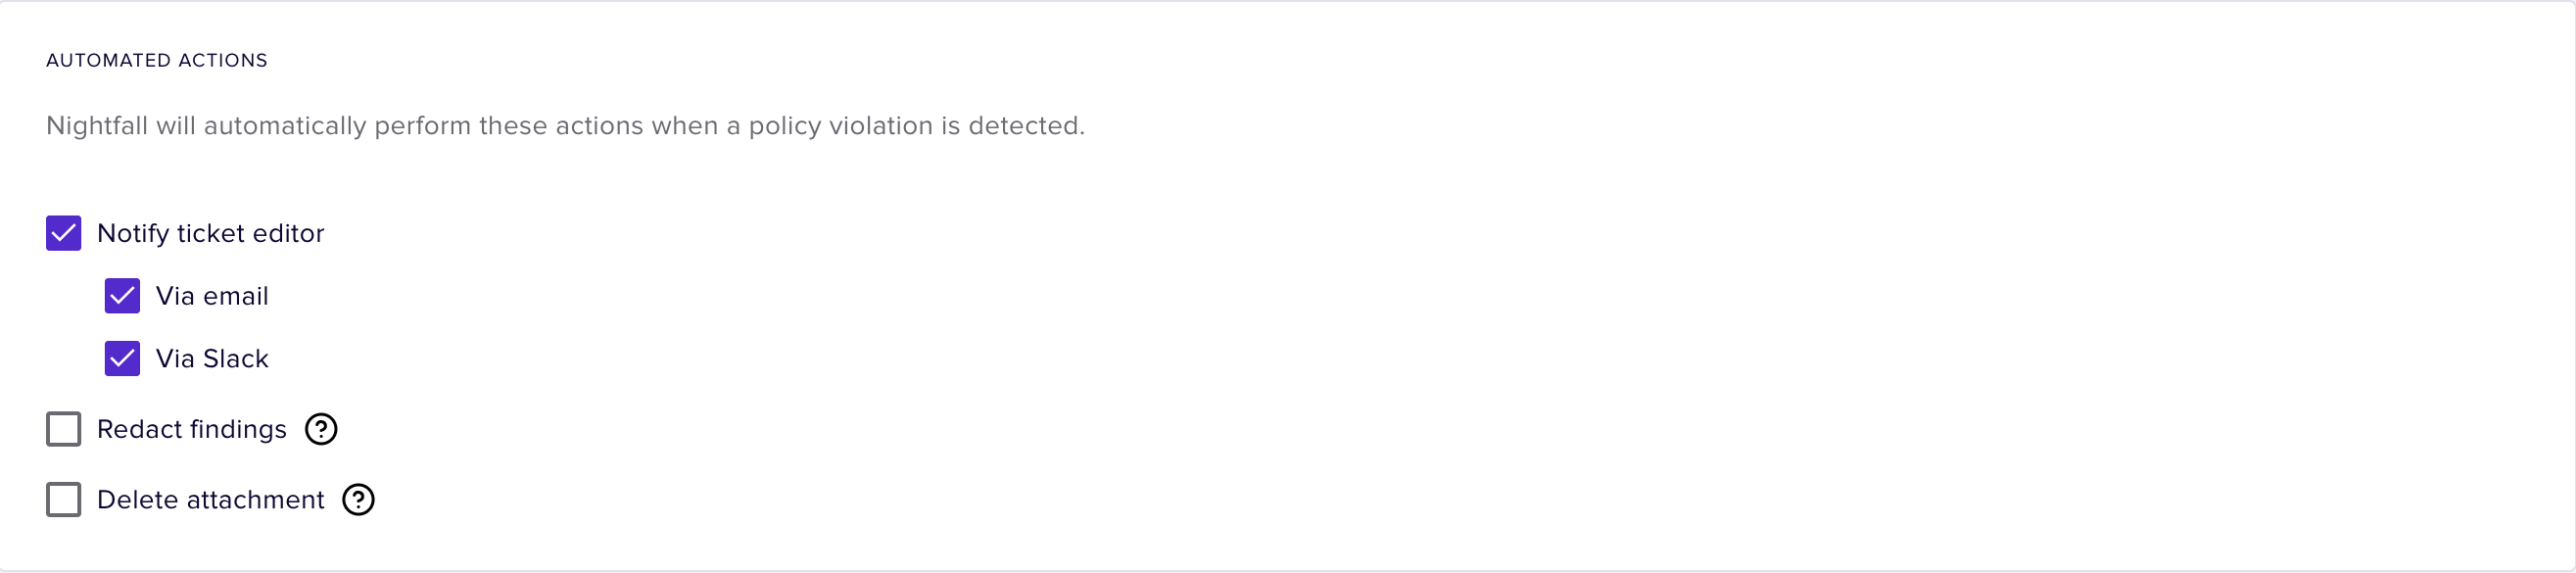 AUTOMATED ACTIONS
Nightfall will automatically perform these actions when a policy violation is detected.
Notify ticket editor
Via email
Via Slack
Redact findings ?
Delete attachment ?